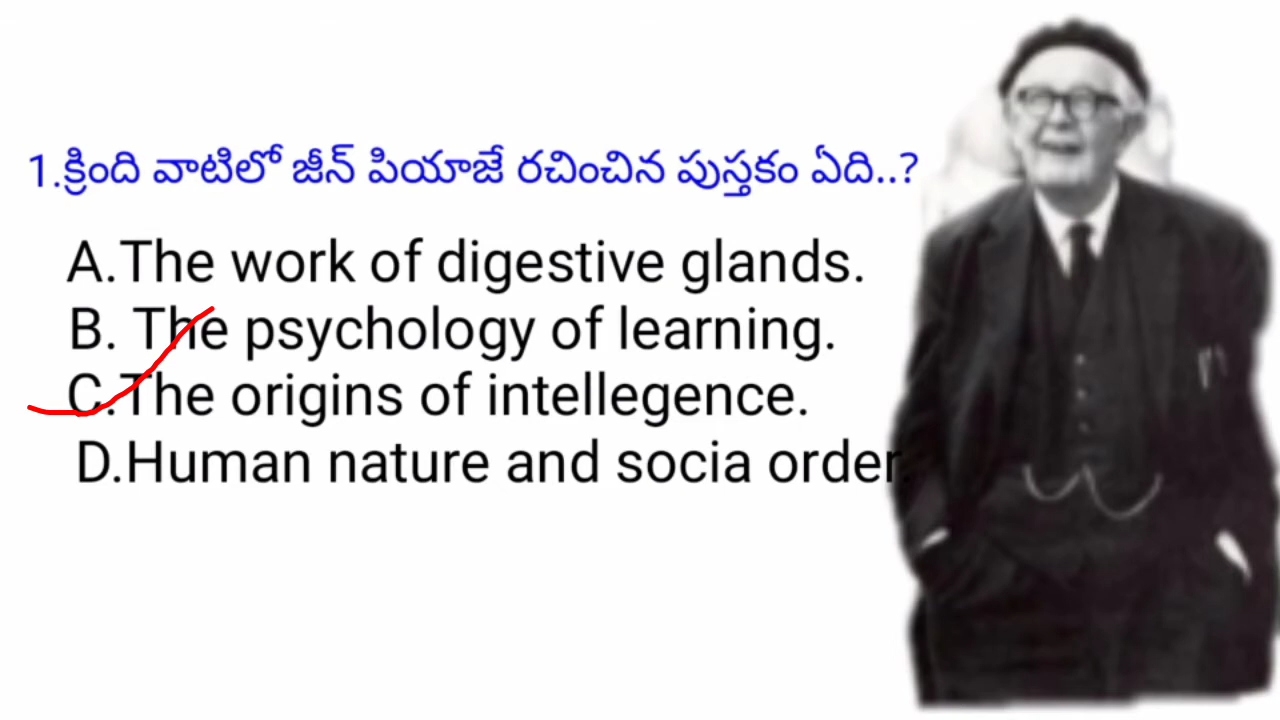 1.క్రింది వాటిలో జీన్ పియాజే రచించిన పుస్తకం ఏది..?
A.The work of digestive glands.
B. The psychology of learning.
C.The origins of intellegence.
D.Human nature and socia order.